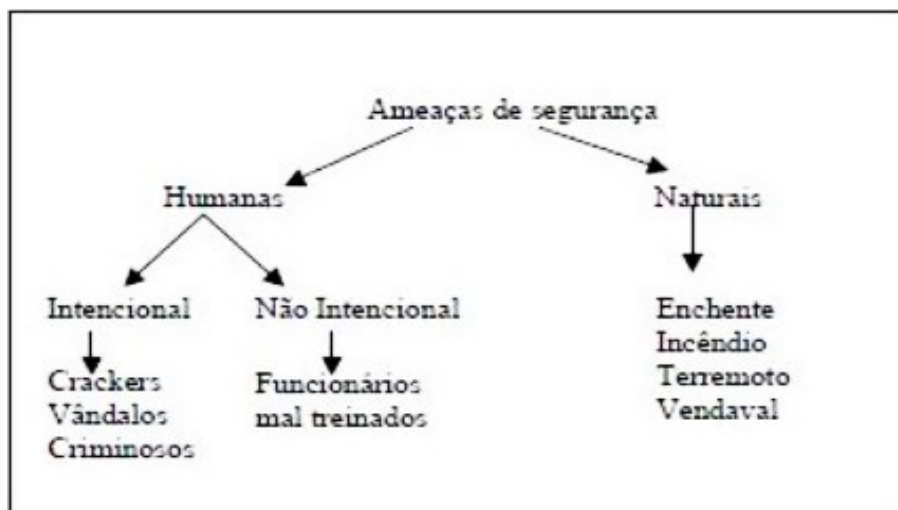 Ameaças de segurança
Humanas
Naturais
Intencional
Não Intencional
Crackers
Vândalos
Criminosos
Funcionários
mal treinados
Enchente
Incêndio
Terremoto
Vendaval